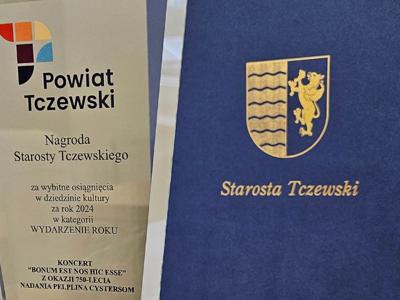 Powiat
Tczewski
Nagroda
Starosty Tczewskiego
za wybitne osiągnięcia
w dziedzinie kultury
za rok 2024
w kategorii
WYDARZENIE ROKU
KONCERT
"BONUM EST NOS HIC ESSE"
Z OKAZJI 750-LECIA
NADANIA PELPLINA CYSTERSOM
Starosta Tczewski